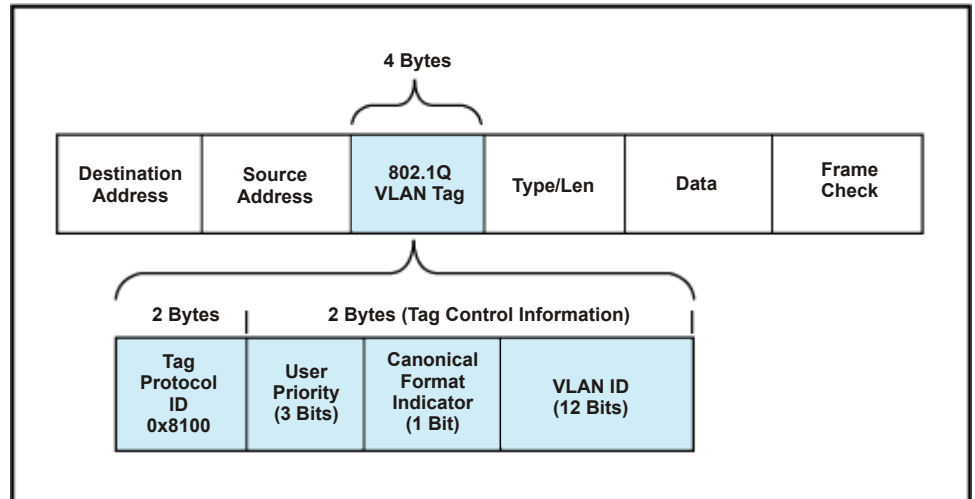 4 Bytes
Destination
Address
Source
Address
802.1Q
VLAN Tag
Type/Len
Data
Frame
Check
2 Bytes
2 Bytes (Tag Control Information)
Tag
Protocol
ID
0x8100
User
Priority
(3 Bits)
Canonical
Format
Indicator
(1 Bit)
VLAN ID
(12 Bits)